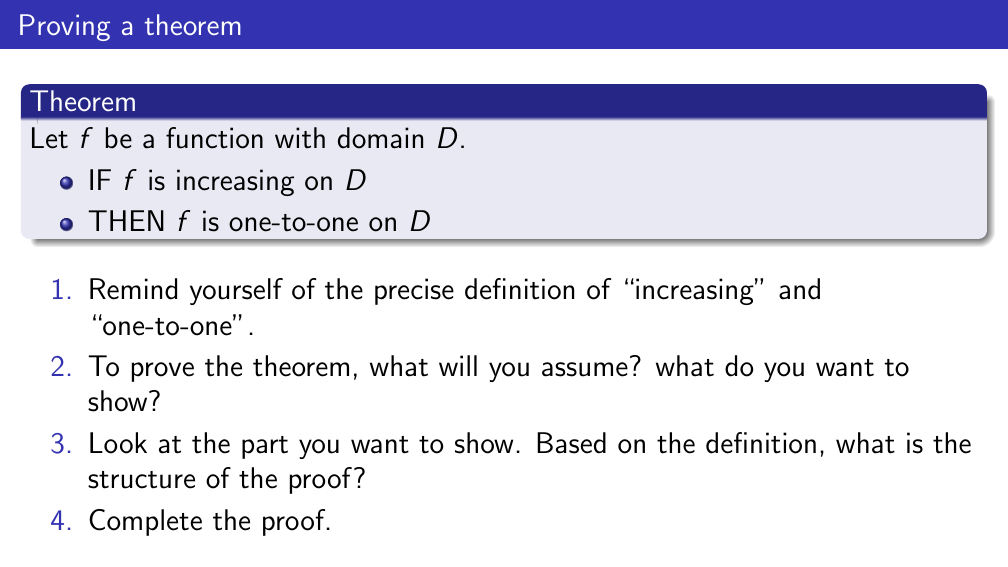 Proving a theorem
Theorem
Let f be a function with domain D.
• IF f is increasing on D
• THEN f is one-to-one on D
1. Remind yourself of the precise definition of “increasing” and
“one-to-one”.
2. To prove the theorem, what will you assume? what do you want to
show?
3. Look at the part you want to show. Based on the definition, what is the
structure of the proof?
4. Complete the proof.